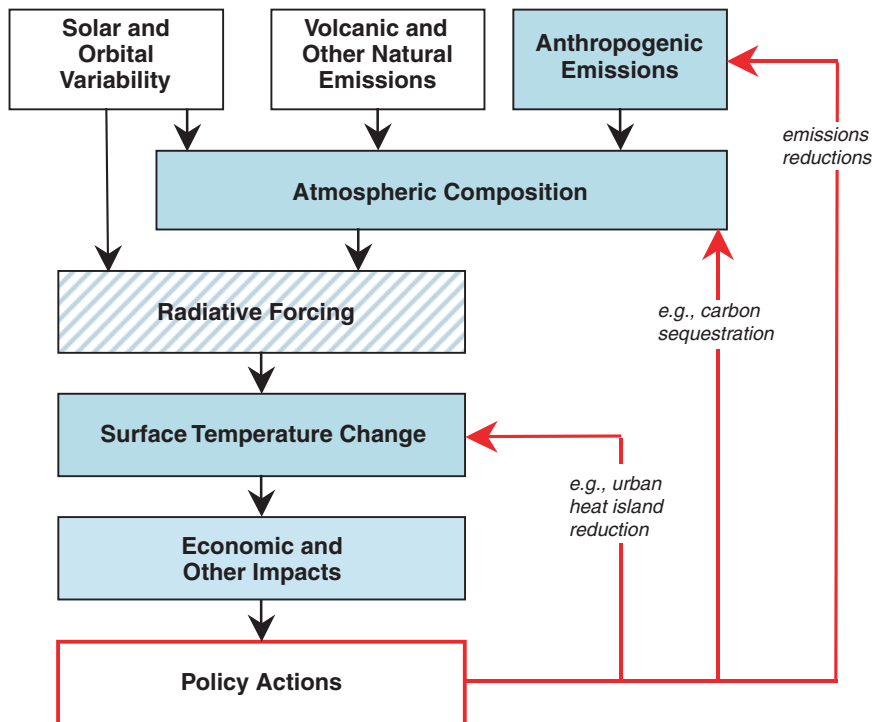 Solar and
Orbital
Variability
Volcanic and
Other Natural
Emissions
Anthropogenic
Emissions
emissions
reductions
Atmospheric Composition
Radiative Forcing
e.g., carbon
sequestration
Surface Temperature Change
e.g., urban
heat island
reduction
Economic and
Other Impacts
Policy Actions